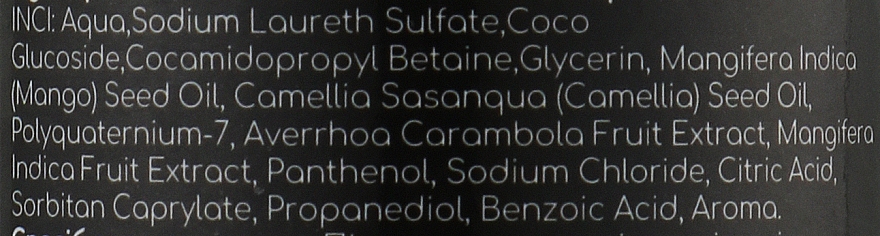 INCI: Aqua,Sodium Laureth Sulfate,Coco
Glucoside,Cocamidopropyl Betaine,Glycerin, Mangifera Indica
(Mango) Seed Oil, Camellia Sasanqua (Camellia) Seed Oil,
Polyquaternium-7, Averrhoa Carambola Fruit Extract, Mangifera
Indica Fruit Extract, Panthenol, Sodium Chloride, Citric Acid,
Sorbitan Caprylate, Propanediol, Benzoic Acid, Aroma.